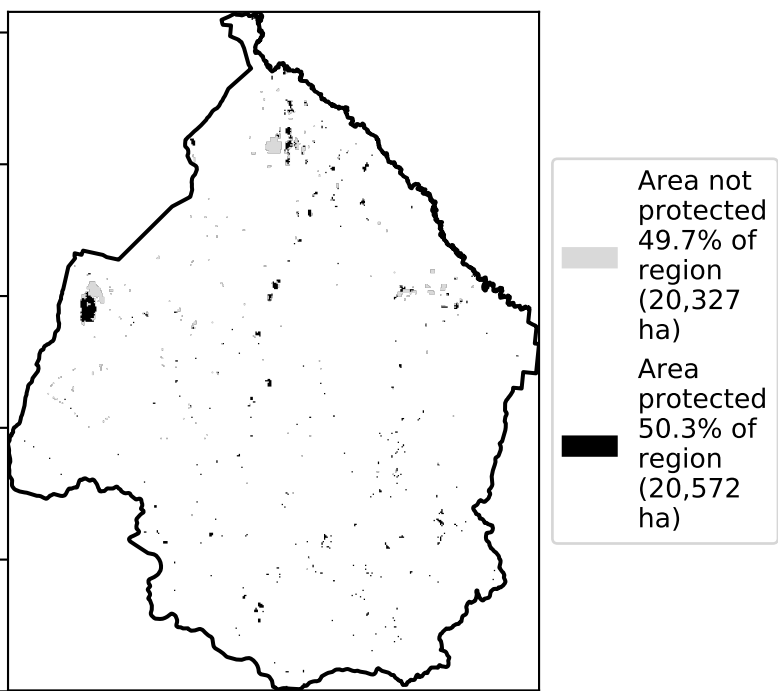 Area not
protected
49.7% of
region
(20,327
ha)
Area
protected
50.3% of
region
(20,572
ha)